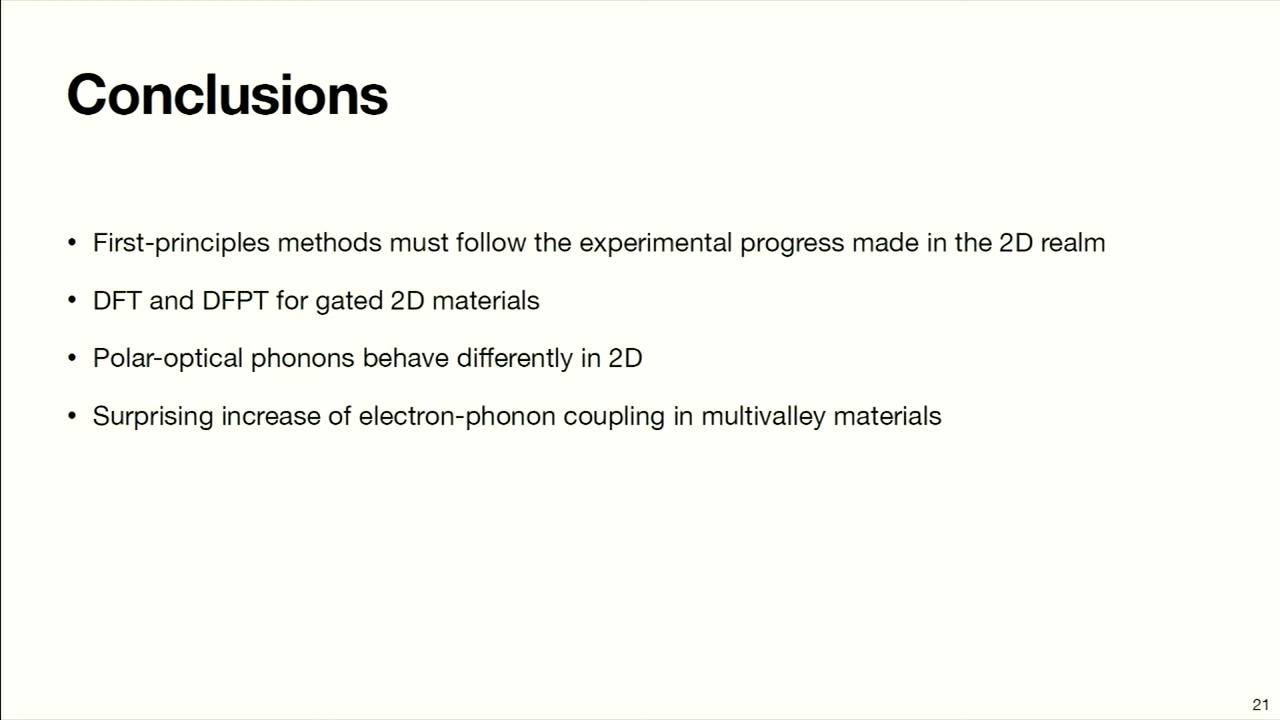 Conclusions
• First-principles methods must follow the experimental progress made in the 2D realm
• DFT and DFPT for gated 2D materials
• Polar-optical phonons behave differently in 2D
• Surprising increase of electron-phonon coupling in multivalley materials
21